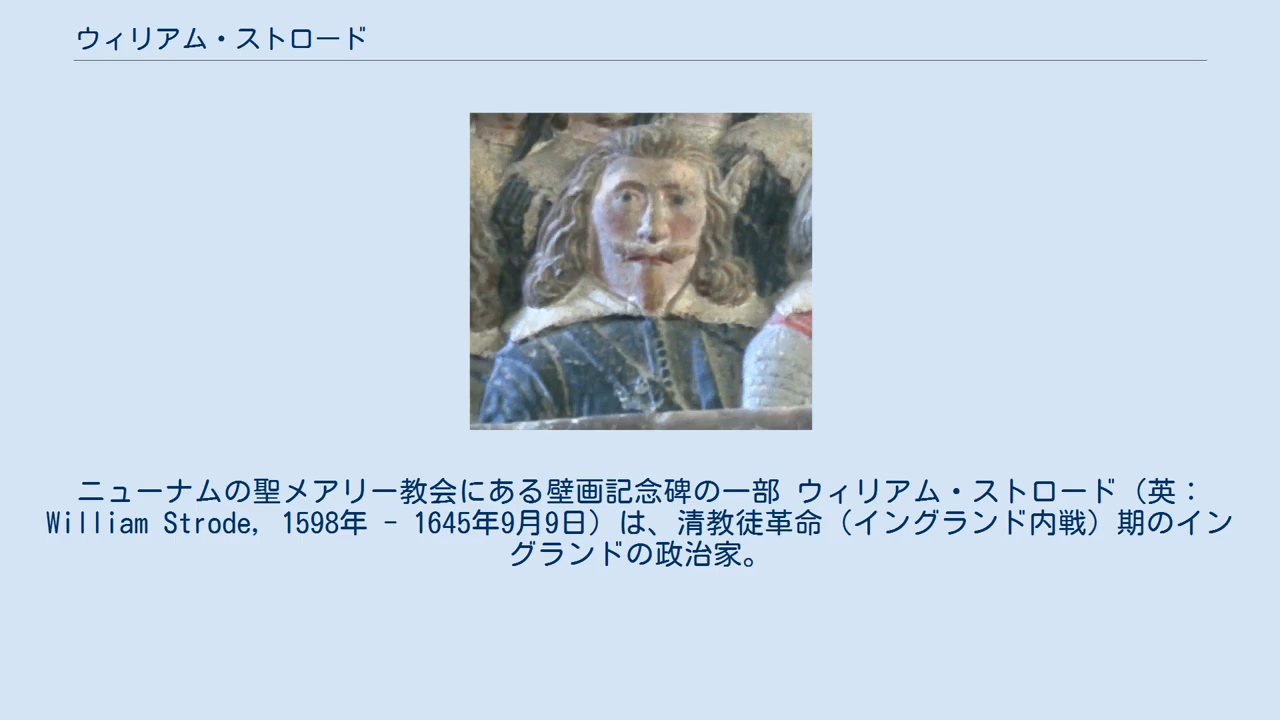 ウィリアム・ストロード
ニューナムの聖メアリー教会にある壁画記念碑の一部 ウィリアム・ストロード（英：
William Strode, 1598年 - 1645年9月9日）は、清教徒革命（イングランド内戦）期のイン
グランドの政治家。